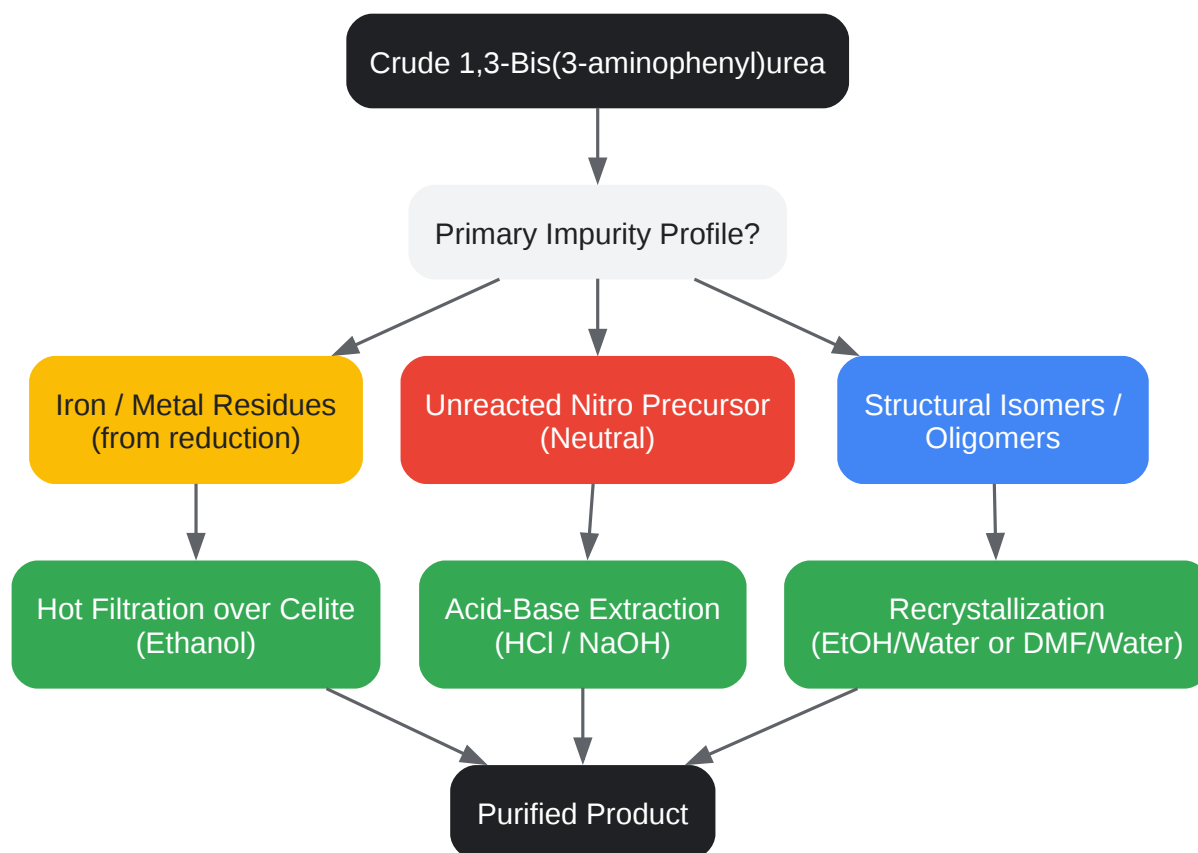 Crude 1,3-Bis(3-aminophenyl)urea
Primary Impurity Profile?
Iron / Metal Residues
(from reduction)
Unreacted Nitro Precursor
(Neutral)
Structural Isomers /
Oligomers
Hot Filtration over Celite
(Ethanol)
Acid-Base Extraction
(HCl / NaOH)
Recrystallization
(EtOH/Water or DMF/Water)
Purified Product